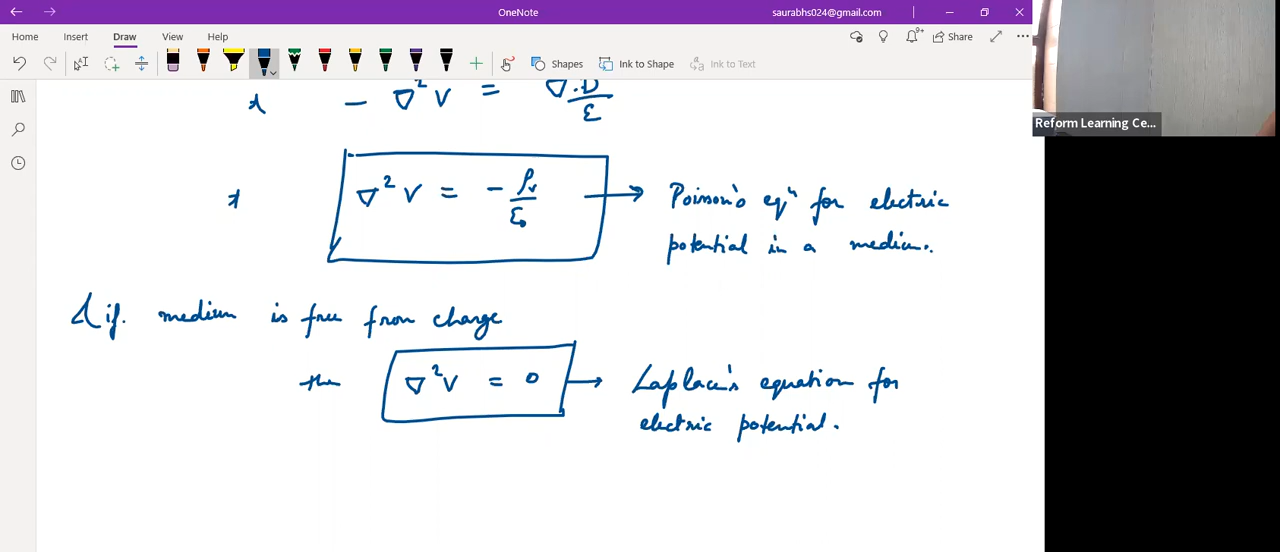 OneNote
saurabhs024@gmail.com
Home Insert Draw View Help
Share
Shapes Ink to Shape Ink to Text
Reform Learning Ce...
- ∇²V = ∇.D/ε
* ∇²V = - ρv/ε₀ → Poisson's eqⁿ for electric
potential in a medium.
& if. medium is free from charge
then ∇²V = 0 → Laplace's equation for
electric potential.